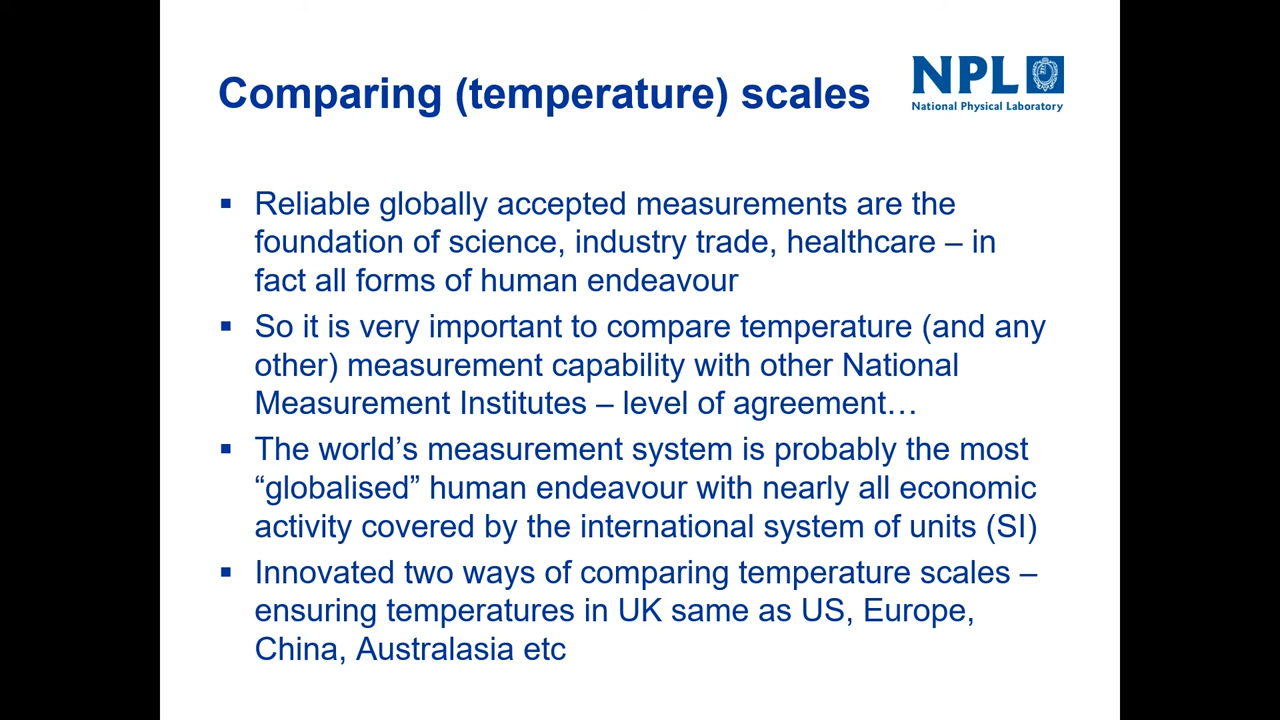 Comparing (temperature) scales
NPL
National Physical Laboratory
▪ Reliable globally accepted measurements are the
foundation of science, industry trade, healthcare – in
fact all forms of human endeavour
▪ So it is very important to compare temperature (and any
other) measurement capability with other National
Measurement Institutes – level of agreement…
▪ The world’s measurement system is probably the most
“globalised” human endeavour with nearly all economic
activity covered by the international system of units (SI)
▪ Innovated two ways of comparing temperature scales –
ensuring temperatures in UK same as US, Europe,
China, Australasia etc